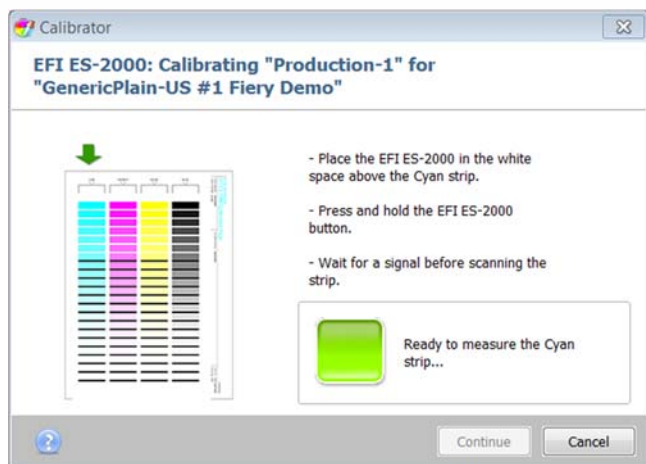 Calibrator
EFI ES-2000: Calibrating "Production-1" for
"GenericPlain-US #1 Fiery Demo"
- Place the EFI ES-2000 in the white
space above the Cyan strip.
- Press and hold the EFI ES-2000
button.
- Wait for a signal before scanning the
strip.
Ready to measure the Cyan
strip...
?
Continue
Cancel